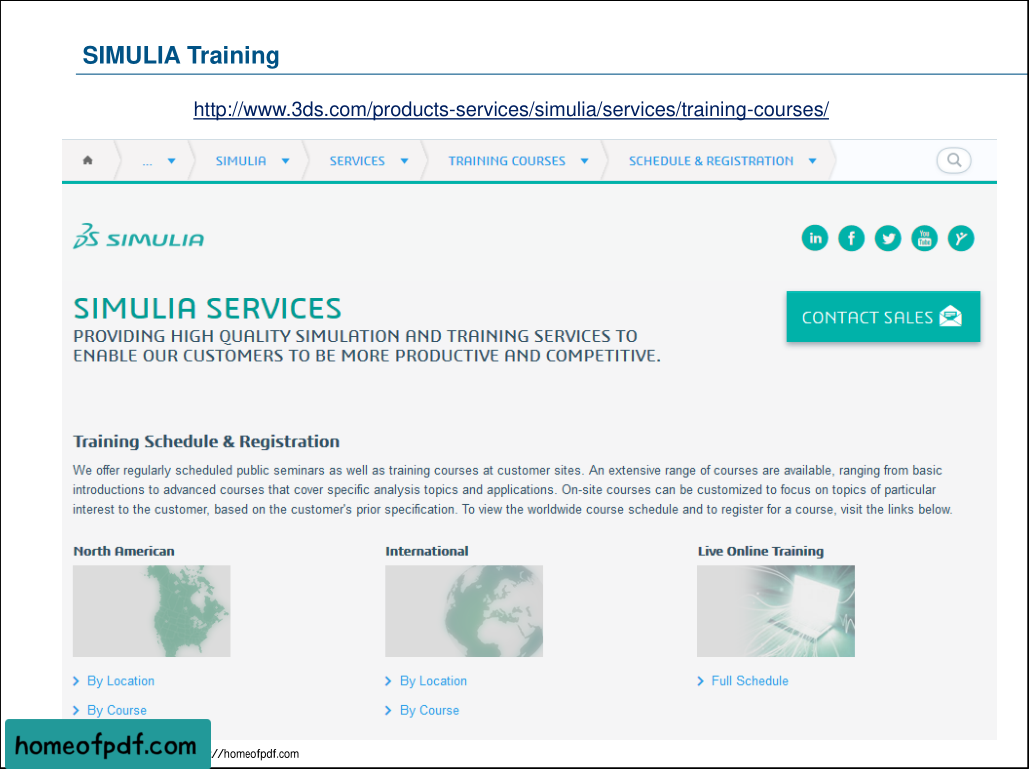 SIMULIA Training
http://www.3ds.com/products-services/simulia/services/training-courses/
... SIMULIA SERVICES TRAINING COURSES SCHEDULE & REGISTRATION
3DS SIMULIA
in f You Tube
SIMULIA SERVICES
PROVIDING HIGH QUALITY SIMULATION AND TRAINING SERVICES TO
ENABLE OUR CUSTOMERS TO BE MORE PRODUCTIVE AND COMPETITIVE.
CONTACT SALES
Training Schedule & Registration
We offer regularly scheduled public seminars as well as training courses at customer sites. An extensive range of courses are available, ranging from basic
introductions to advanced courses that cover specific analysis topics and applications. On-site courses can be customized to focus on topics of particular
interest to the customer, based on the customer's prior specification. To view the worldwide course schedule and to register for a course, visit the links below.
North American International Live Online Training
By Location By Location Full Schedule
By Course By Course
homeofpdf.com //homeofpdf.com